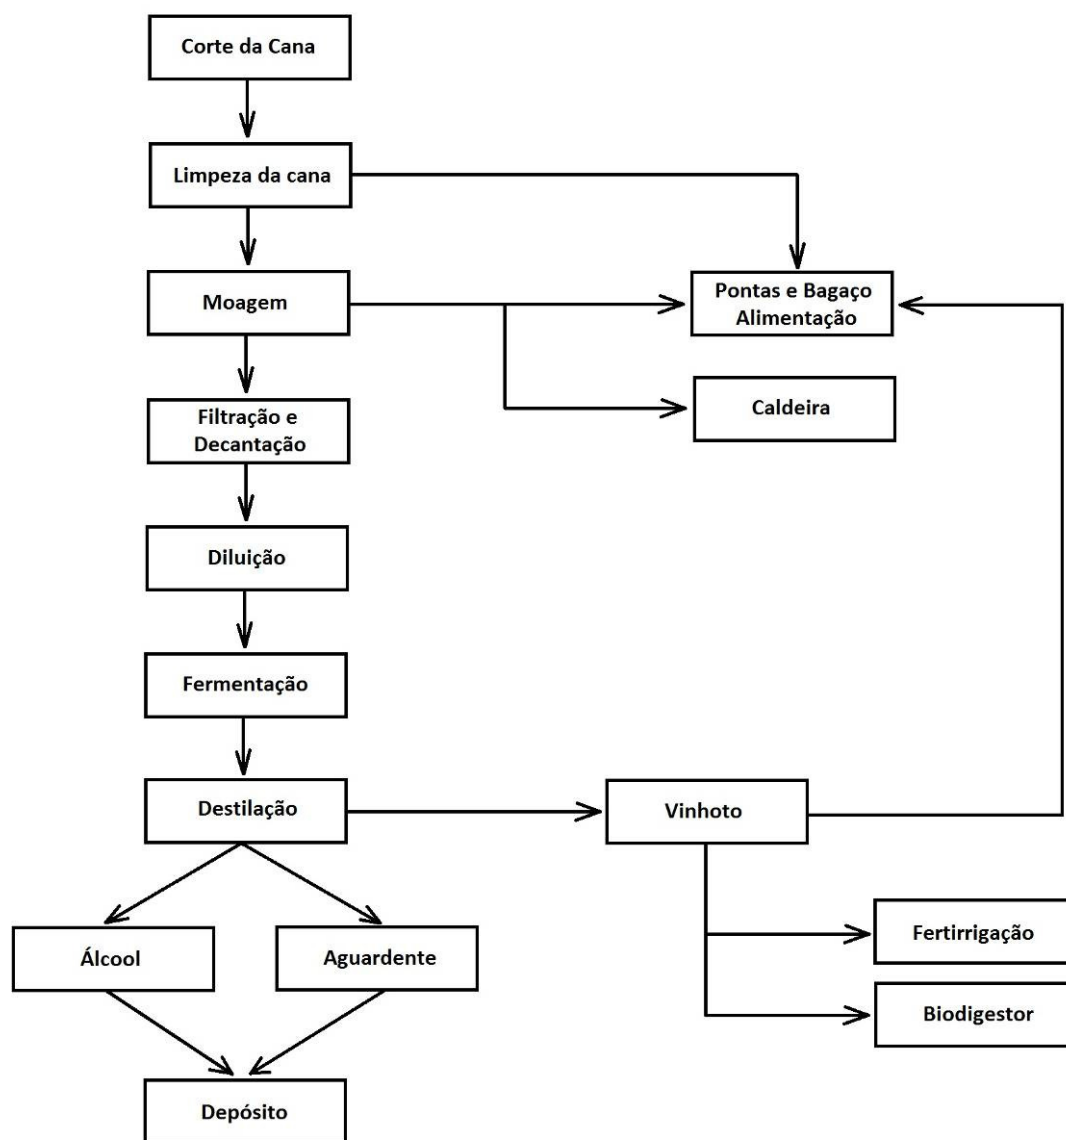 Corte da Cana
Limpeza da cana
Moagem
Pontas e Bagaço
Alimentação
Caldeira
Filtração e
Decantação
Diluição
Fermentação
Destilação
Vinhoto
Álcool
Aguardente
Fertirrigação
Biodigestor
Depósito